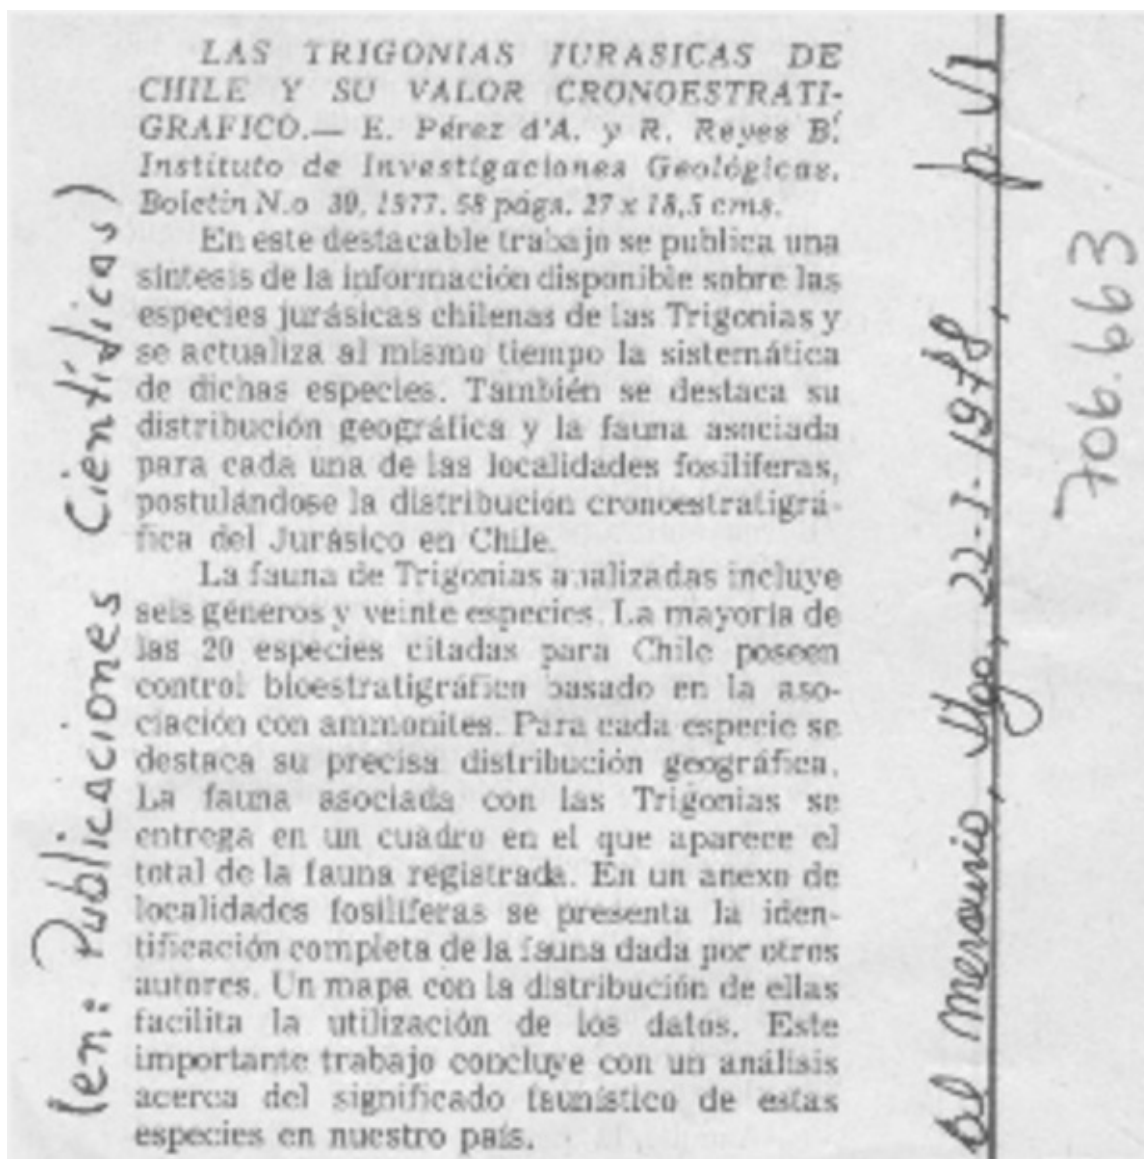 LAS TRIGONIAS JURASICAS DE
CHILE Y SU VALOR CRONOESTRATI-
GRAFICO.— E. Pérez d'A. y R. Reyes B.
Instituto de Investigaciones Geológicas.
Boletín N.o 30, 1977. 58 págs. 27 x 18,5 cms.
En este destacable trabajo se publica una
síntesis de la información disponible sobre las
especies jurásicas chilenas de las Trigonias y
se actualiza al mismo tiempo la sistemática
de dichas especies. También se destaca su
distribución geográfica y la fauna asociada
para cada una de las localidades fosilíferas,
postulándose la distribución cronoestratigrá-
fica del Jurásico en Chile.
La fauna de Trigonias analizadas incluye
seis géneros y veinte especies. La mayoría de
las 20 especies citadas para Chile poseen
control bioestratigráfico basado en la aso-
ciación con ammonites. Para cada especie se
destaca su precisa distribución geográfica.
La fauna asociada con las Trigonias se
entrega en un cuadro en el que aparece el
total de la fauna registrada. En un anexo de
localidades fosilíferas se presenta la iden-
tificación completa de la fauna dada por otros
autores. Un mapa con la distribución de ellas
facilita la utilización de los datos. Este
importante trabajo concluye con un análisis
acerca del significado faunístico de estas
especies en nuestro país.
(en: Publicaciones Científicas)
El Mercurio, Stgo, 22-I-1978, p VI
706.663